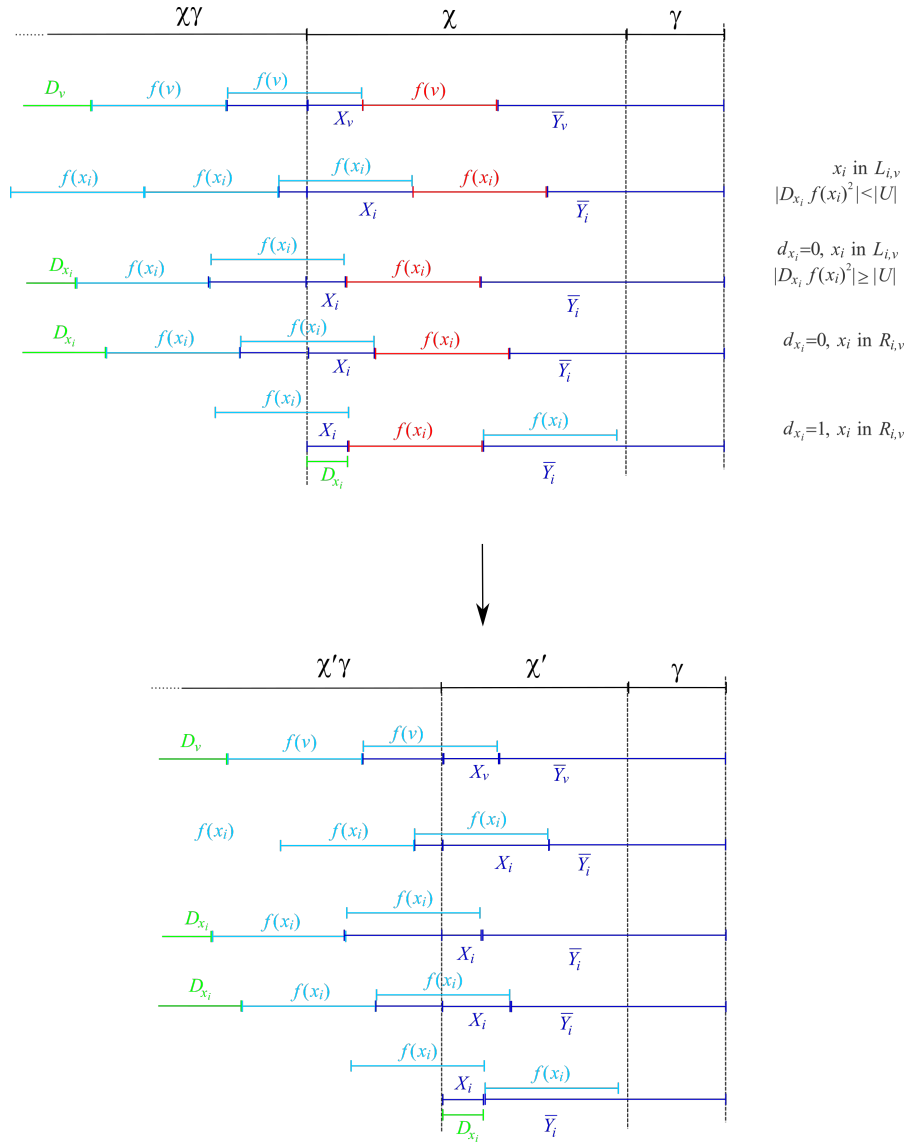 χγ χ γ
f(v)
D_v f(v) f(v)
X_v Y̅_v
x_i in L_{i,v}
f(x_i)
f(x_i) f(x_i) f(x_i) |D_{x_i} f(x_i)²|<|U|
X_i Y̅_i
f(x_i) d_{x_i}=0, x_i in L_{i,v}
D_{x_i} f(x_i) f(x_i) |D_{x_i} f(x_i)²|≥|U|
X_i Y̅_i
f(x_i)
D_{x_i} f(x_i) f(x_i) d_{x_i}=0, x_i in R_{i,v}
X_i Y̅_i
f(x_i)
X_i f(x_i) f(x_i) d_{x_i}=1, x_i in R_{i,v}
D_{x_i} Y̅_i
χ′γ χ′ γ
f(v)
D_v f(v)
X_v Y̅_v
f(x_i)
f(x_i) f(x_i)
X_i Y̅_i
f(x_i)
D_{x_i} f(x_i)
X_i Y̅_i
f(x_i)
D_{x_i} f(x_i)
X_i Y̅_i
f(x_i)
X_i f(x_i)
D_{x_i} Y̅_i